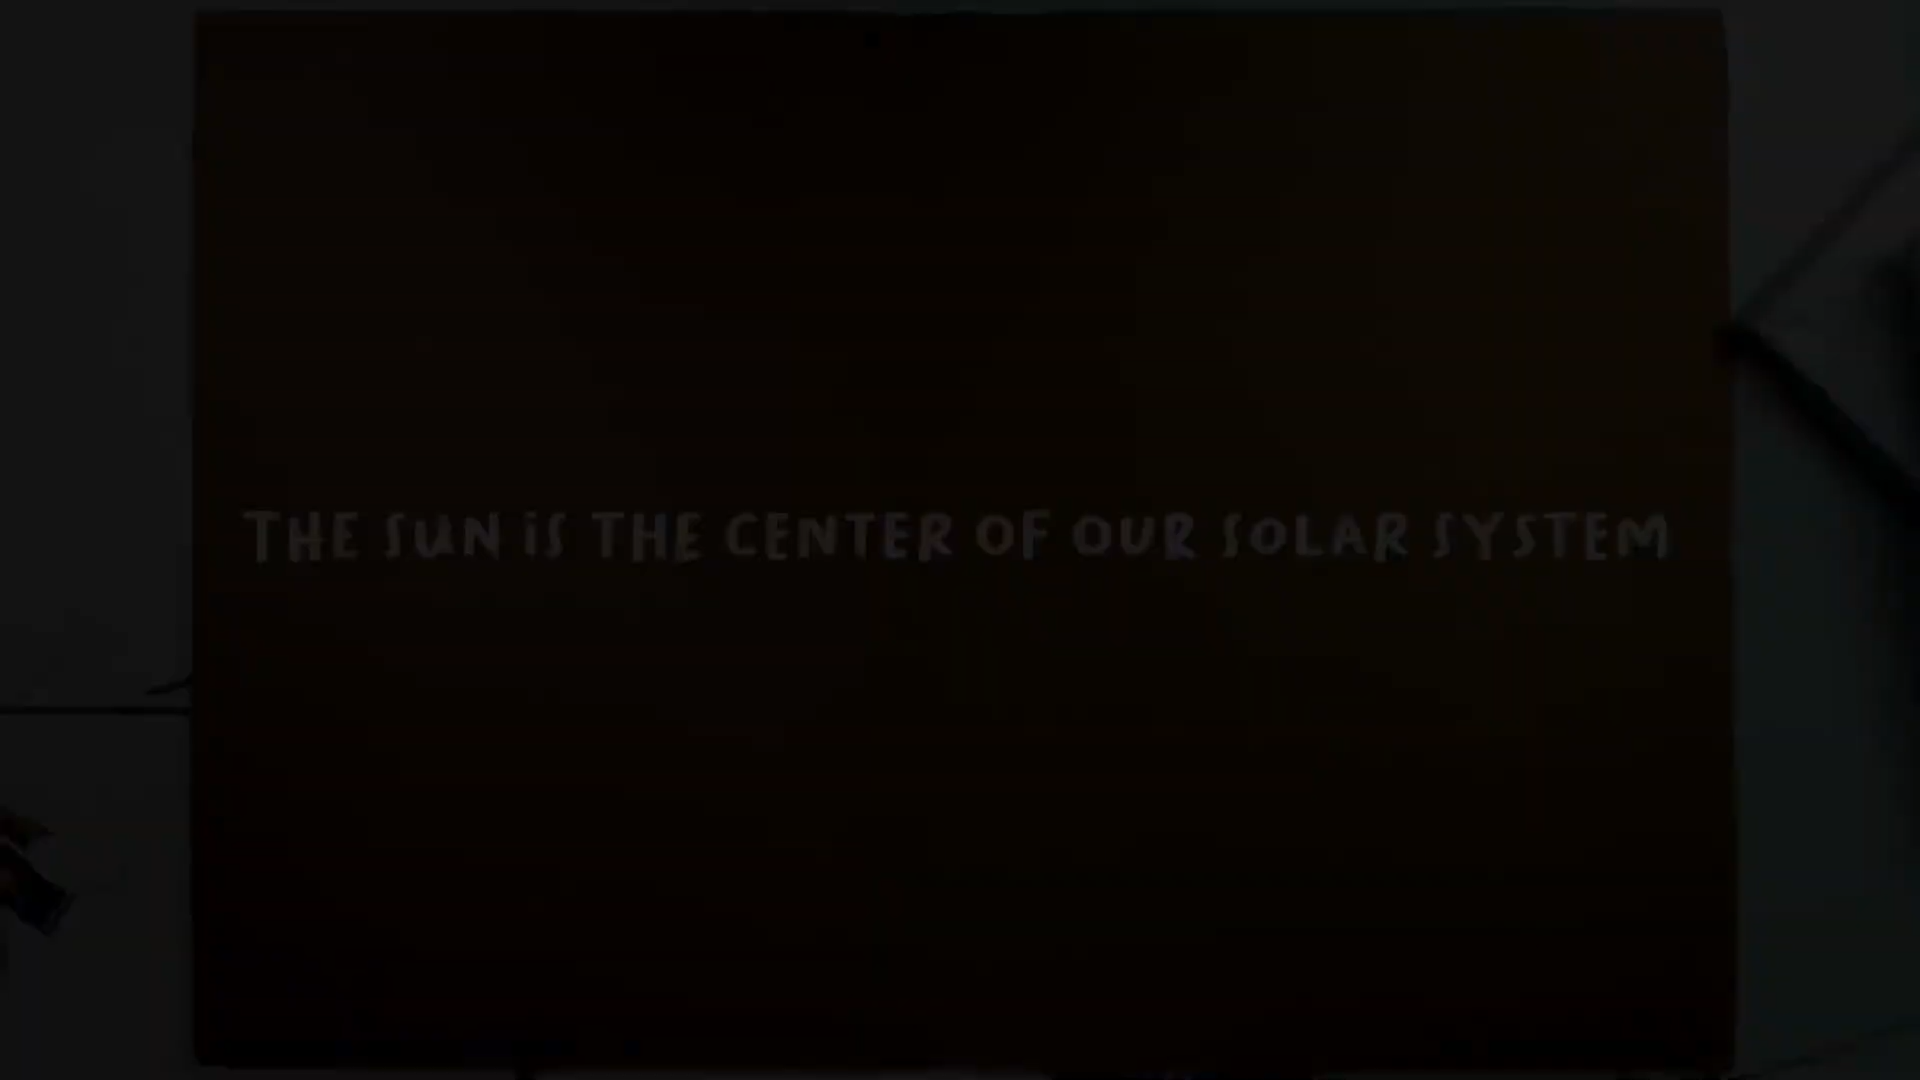 THE SUN iS THE CENTER OF OUR SOLAR SYSTEM